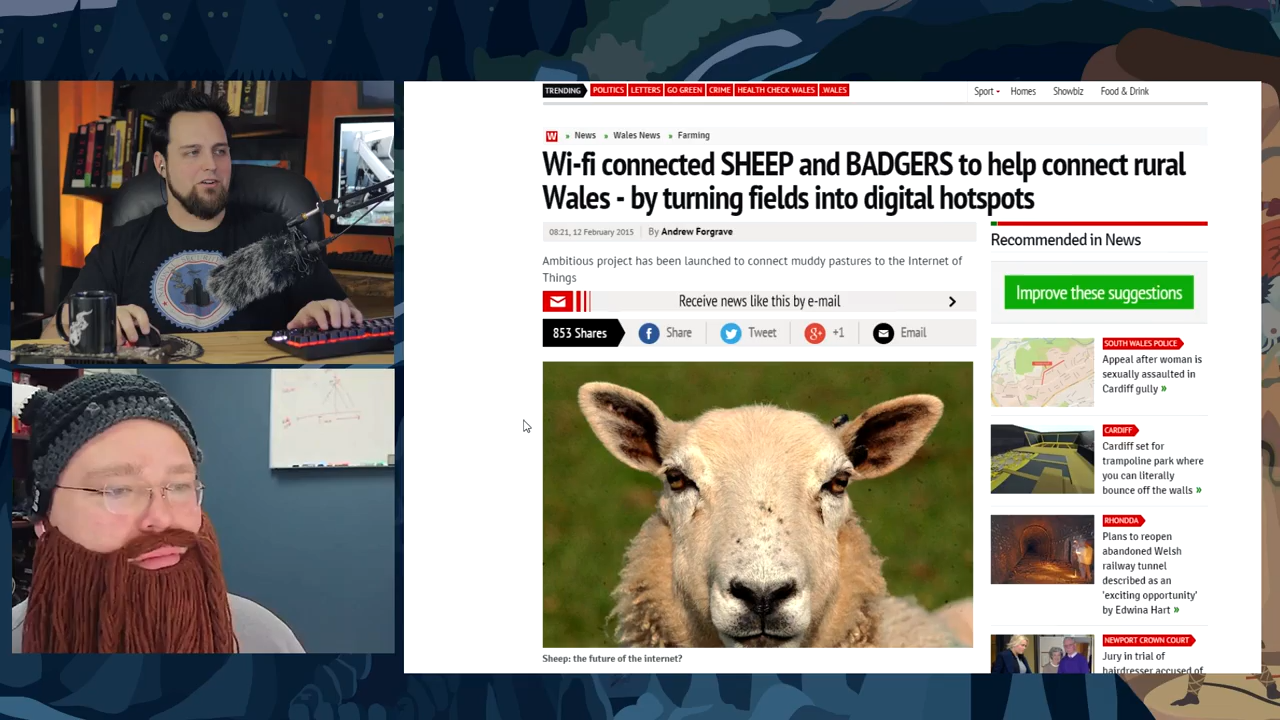 TRENDING POLITICS LETTERS GO GREEN CRIME HEALTH CHECK WALES .WALES
Sport Homes Showbiz Food & Drink
W » News » Wales News » Farming
Wi-fi connected SHEEP and BADGERS to help connect rural
Wales - by turning fields into digital hotspots
08:21, 12 February 2015 By Andrew Forgrave
Ambitious project has been launched to connect muddy pastures to the Internet of
Things
Receive news like this by e-mail
853 Shares Share Tweet +1 Email
Sheep: the future of the internet?
Recommended in News
Improve these suggestions
SOUTH WALES POLICE
Appeal after woman is
sexually assaulted in
Cardiff gully »
CARDIFF
Cardiff set for
trampoline park where
you can literally
bounce off the walls »
RHONDDA
Plans to reopen
abandoned Welsh
railway tunnel
described as an
'exciting opportunity'
by Edwina Hart »
NEWPORT CROWN COURT
Jury in trial of
hairdresser accused of